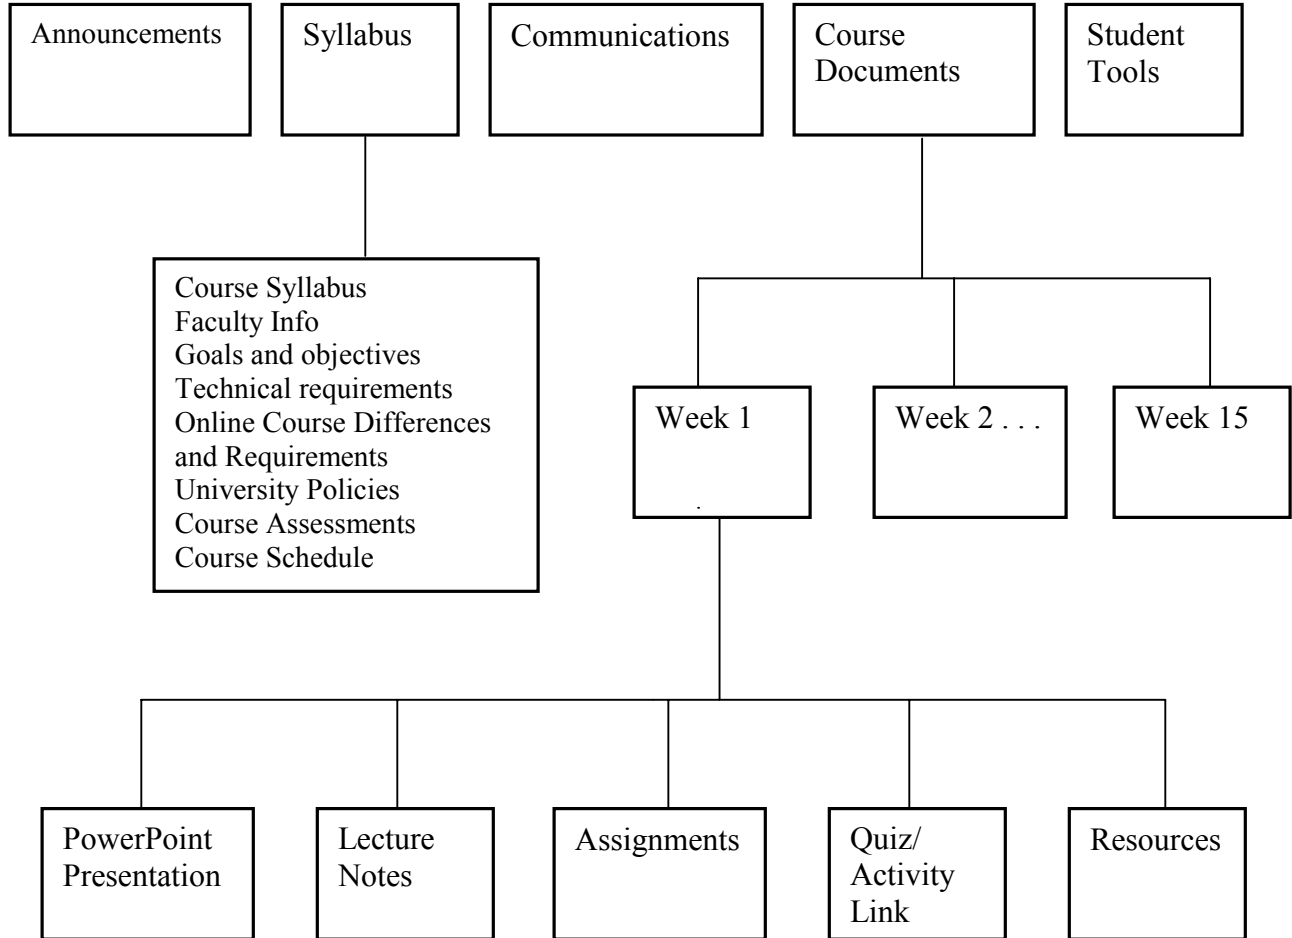 Announcements
Syllabus
Communications
Course
Documents
Student
Tools
Course Syllabus
Faculty Info
Goals and objectives
Technical requirements
Online Course Differences
and Requirements
University Policies
Course Assessments
Course Schedule
Week 1
.
Week 2 . . .
Week 15
PowerPoint
Presentation
Lecture
Notes
Assignments
Quiz/
Activity
Link
Resources